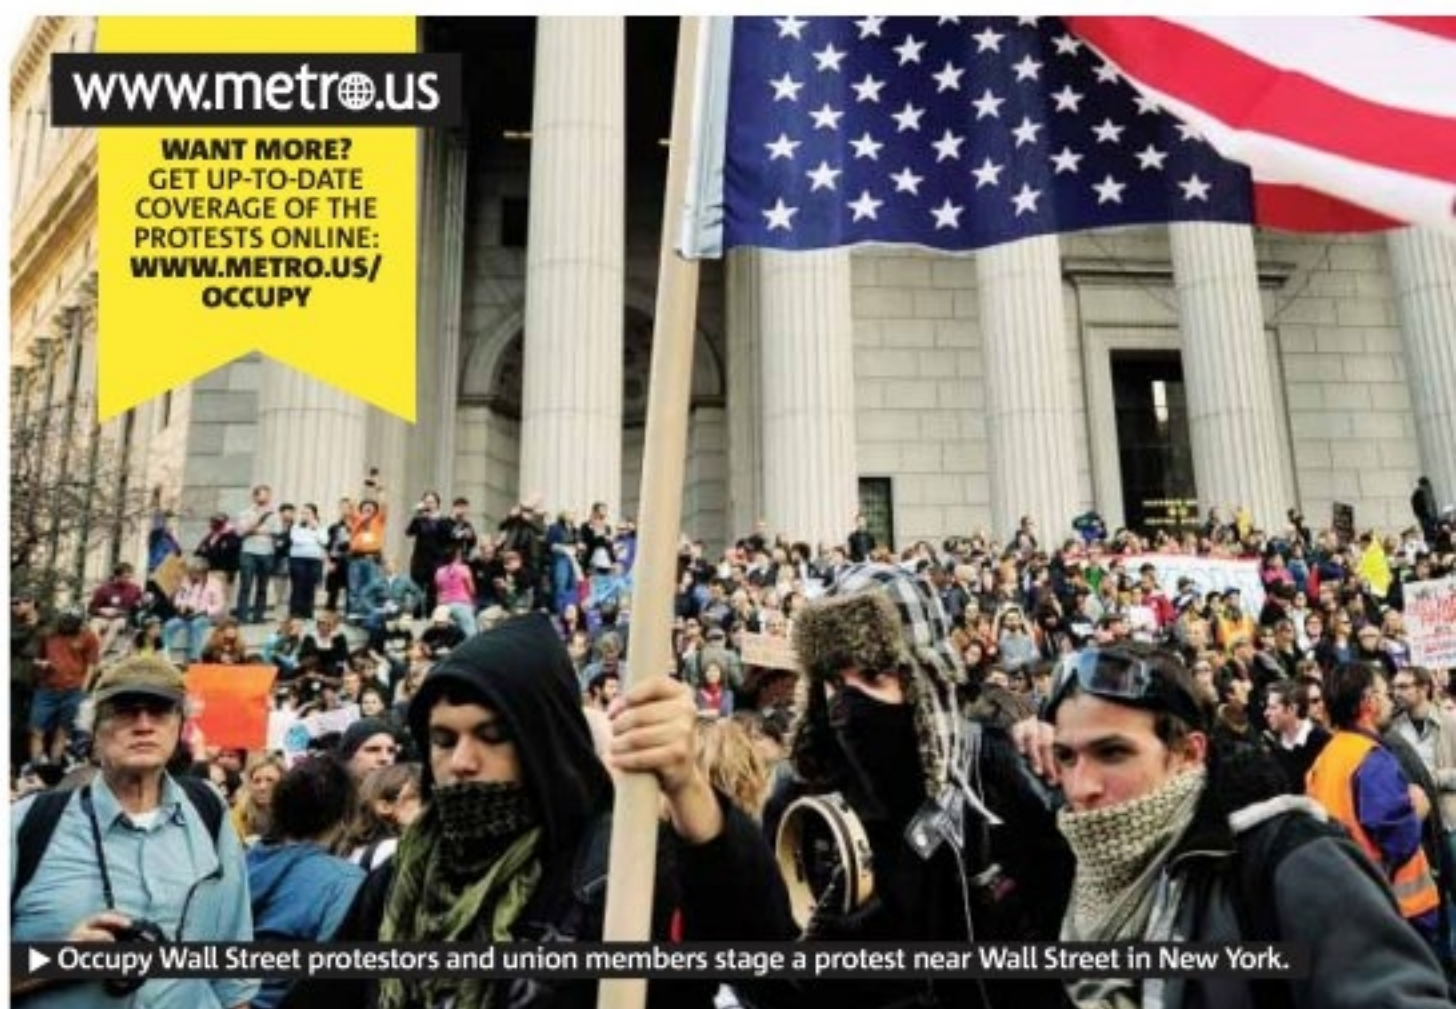 www.metro.us
WANT MORE?
GET UP-TO-DATE
COVERAGE OF THE
PROTESTS ONLINE:
WWW.METRO.US/
OCCUPY
▶ Occupy Wall Street protestors and union members stage a protest near Wall Street in New York.